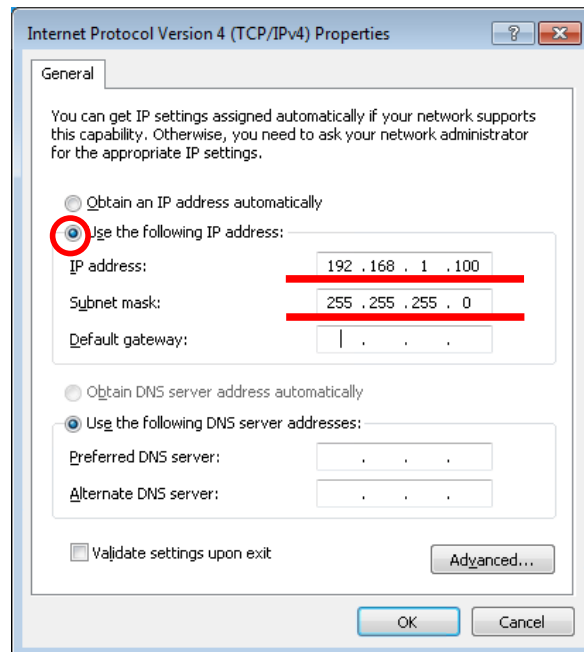 Internet Protocol Version 4 (TCP/IPv4) Properties
General
You can get IP settings assigned automatically if your network supports
this capability. Otherwise, you need to ask your network administrator
for the appropriate IP settings.
Obtain an IP address automatically
Use the following IP address:
IP address: 192 . 168 . 1 . 100
Subnet mask: 255 . 255 . 255 . 0
Default gateway: . . .
Obtain DNS server address automatically
Use the following DNS server addresses:
Preferred DNS server: . . .
Alternate DNS server: . . .
Validate settings upon exit
Advanced...
OK Cancel